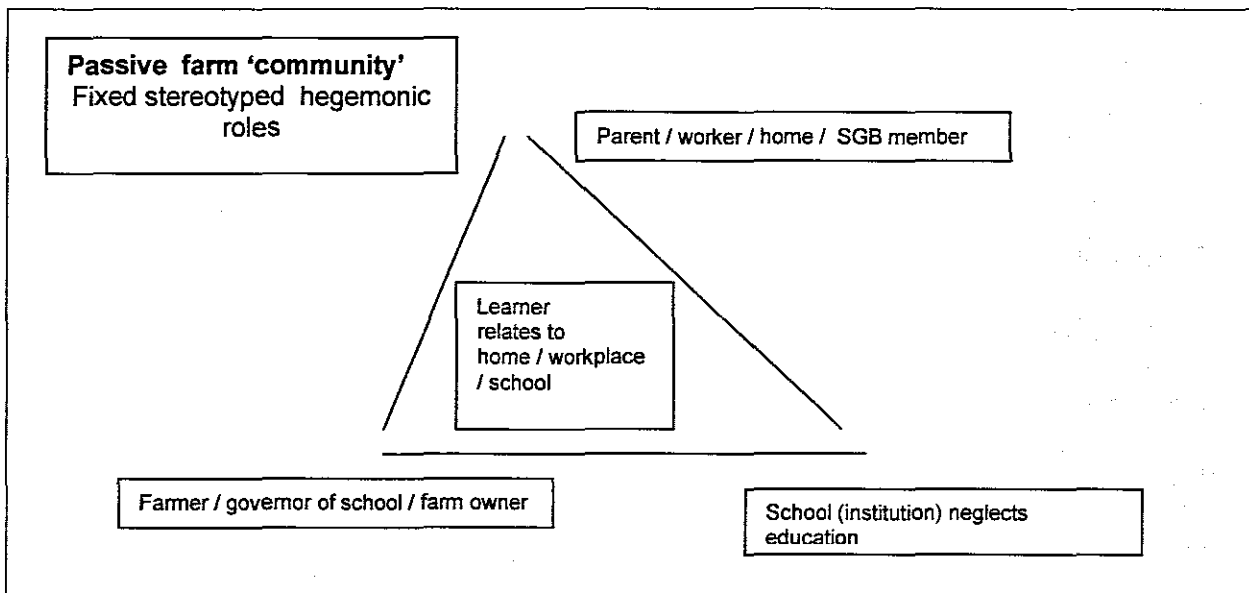 Passive farm 'community'
Fixed stereotyped hegemonic
roles
Parent / worker / home / SGB member
Learner
relates to
home / workplace
/ school
Farmer / governor of school / farm owner
School (institution) neglects
education